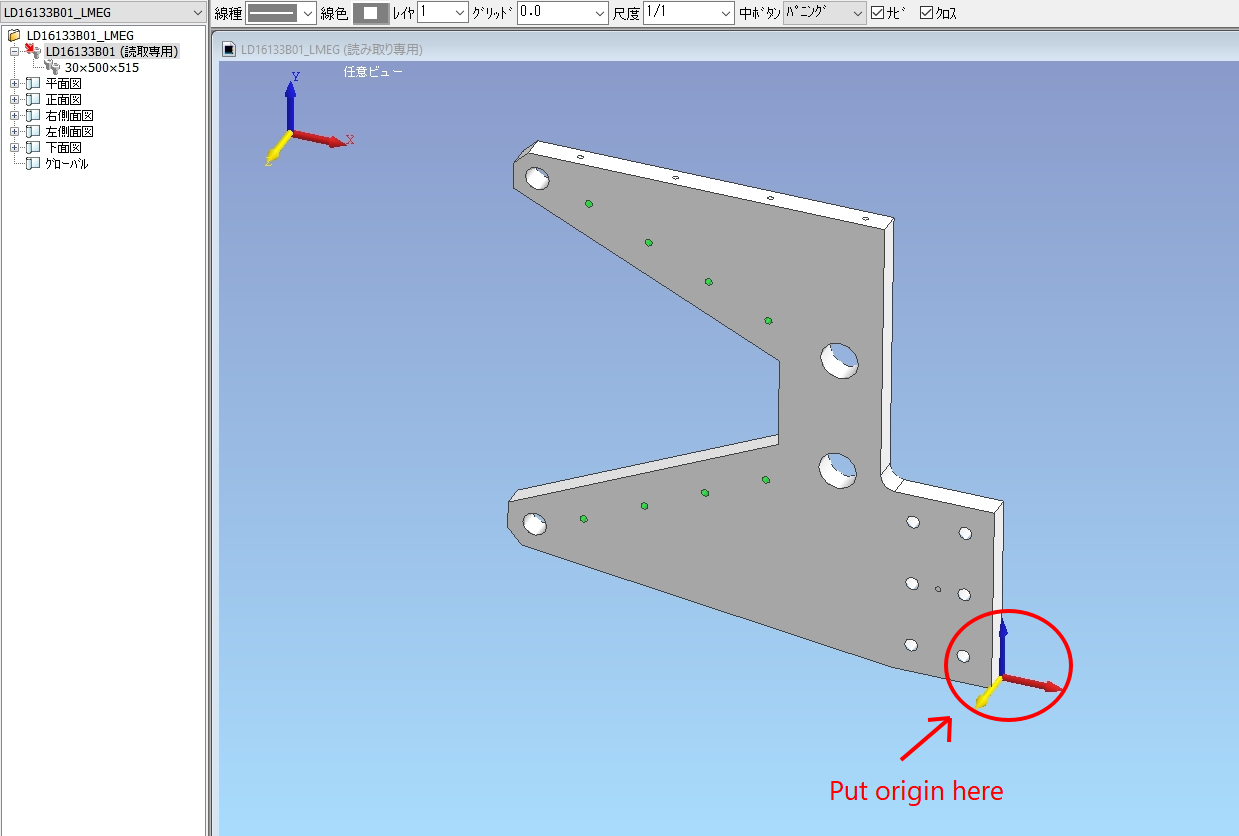 LD16133B01_LMEG 線種 線色 ﾚｲﾔ 1 ｸﾞﾘｯﾄﾞ 0.0 尺度 1/1 中ﾎﾞﾀﾝ ﾊﾟﾆﾝｸﾞ ﾅﾋﾞ ｸﾛｽ
LD16133B01_LMEG
LD16133B01 (読取専用)
30×500×515
平面図
正面図
右側面図
左側面図
下面図
ｸﾞﾛｰﾊﾞﾙ
LD16133B01_LMEG (読み取り専用)
任意ビュー
Y
X
Z
Put origin here